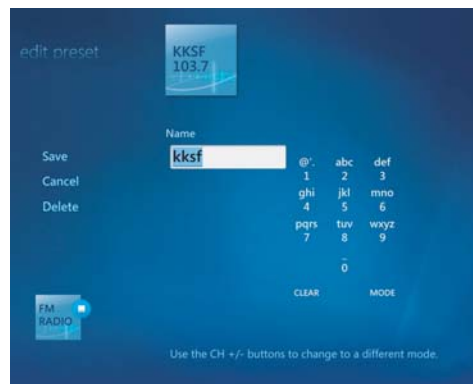 edit preset
KKSF
103.7
Name
kksf
Save
Cancel
Delete
@'. abc def
1 2 3
ghi jkl mno
4 5 6
pqrs tuv wxyz
7 8 9
_
0
CLEAR MODE
FM
RADIO
Use the CH +/- buttons to change to a different mode.